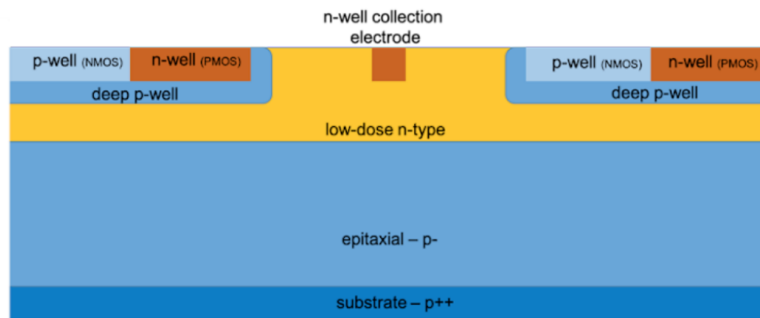 n-well collection
electrode
p-well (NMOS) n-well (PMOS) p-well (NMOS) n-well (PMOS)
deep p-well deep p-well
low-dose n-type
epitaxial – p-
substrate – p++